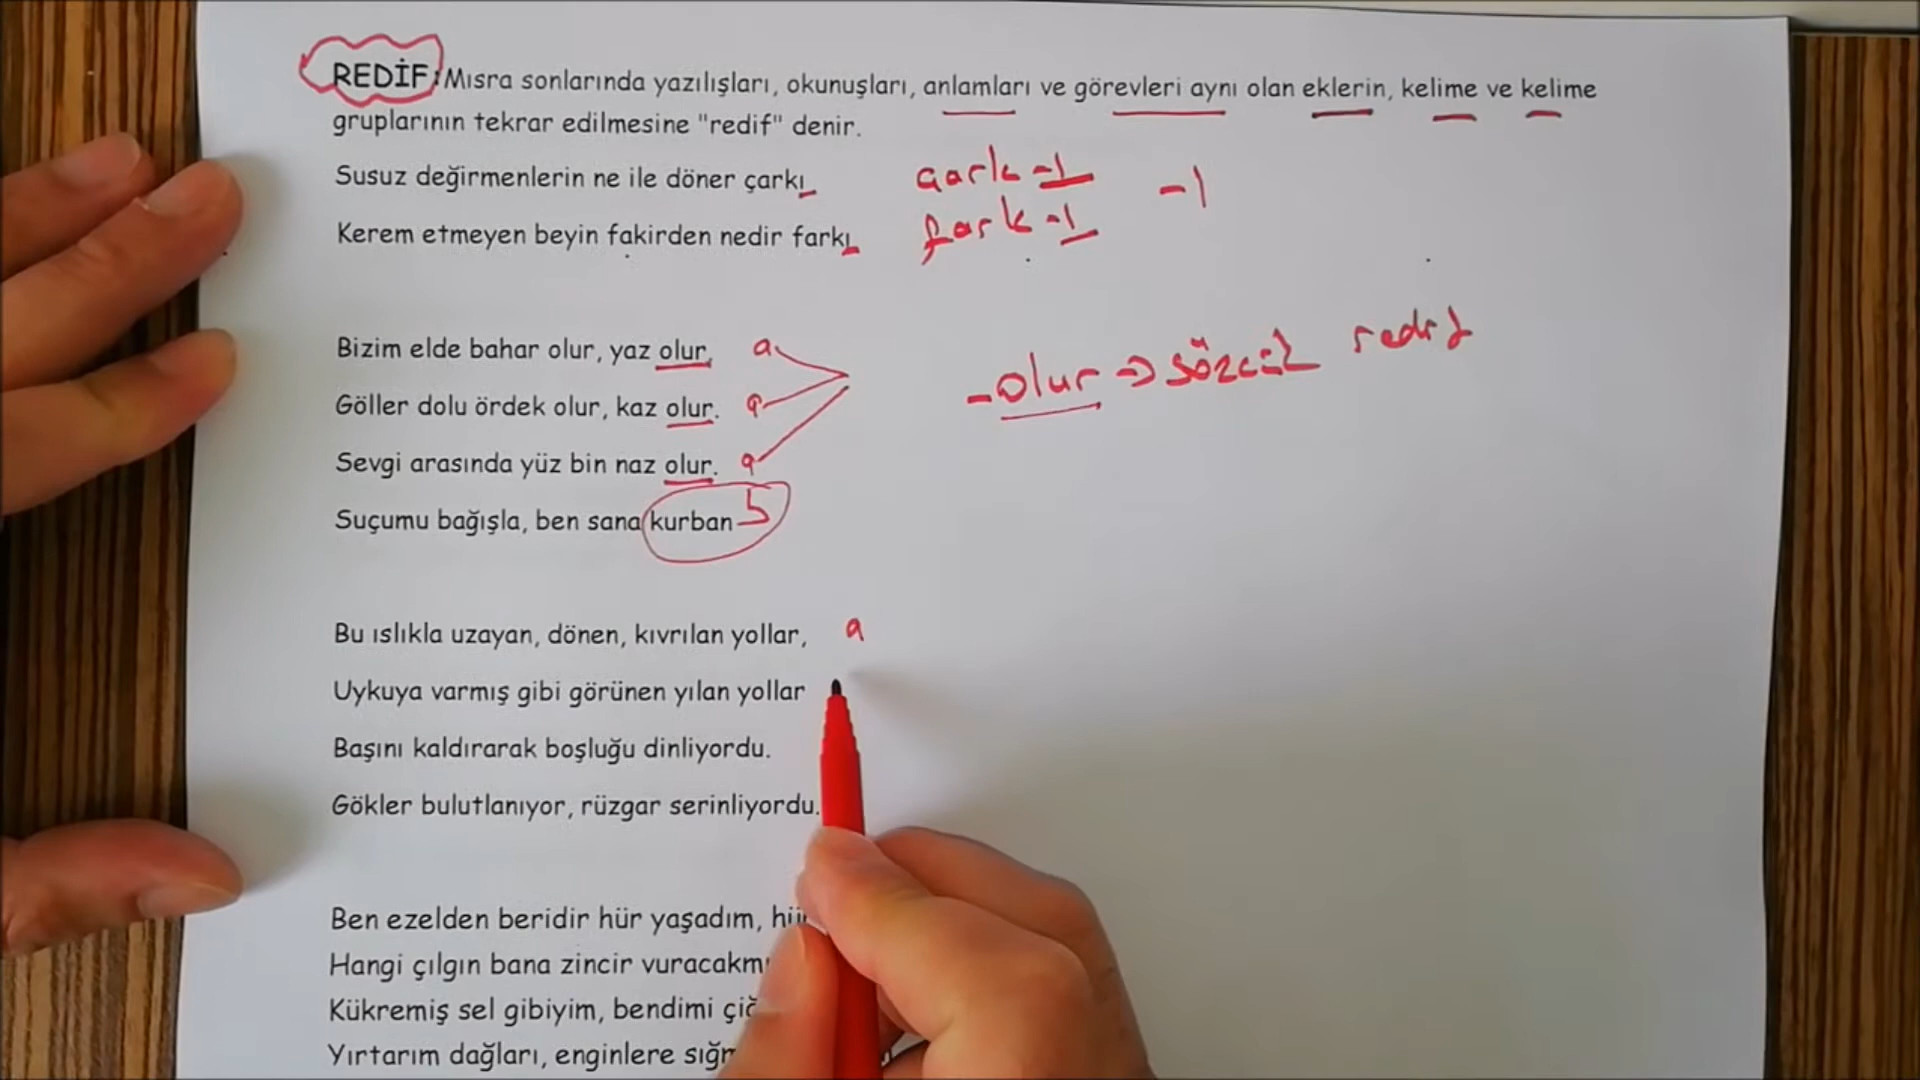 REDİF: Mısra sonlarında yazılışları, okunuşları, anlamları ve görevleri aynı olan eklerin, kelime ve kelime
gruplarının tekrar edilmesine "redif" denir.
Susuz değirmenlerin ne ile döner çarkı çark -ı -ı
Kerem etmeyen beyin fakirden nedir farkı fark -ı
Bizim elde bahar olur, yaz olur, a
-olur => sözcük redif
Göller dolu ördek olur, kaz olur. a
Sevgi arasında yüz bin naz olur. a
Suçumu bağışla, ben sana kurban b
Bu ıslıkla uzayan, dönen, kıvrılan yollar, a
Uykuya varmış gibi görünen yılan yollar
Başını kaldırarak boşluğu dinliyordu.
Gökler bulutlanıyor, rüzgar serinliyordu.
Ben ezelden beridir hür yaşadım,
Hangi çılgın bana zincir
Kükremiş sel gibiyim, bendimi
Yırtarım dağları, enginlere